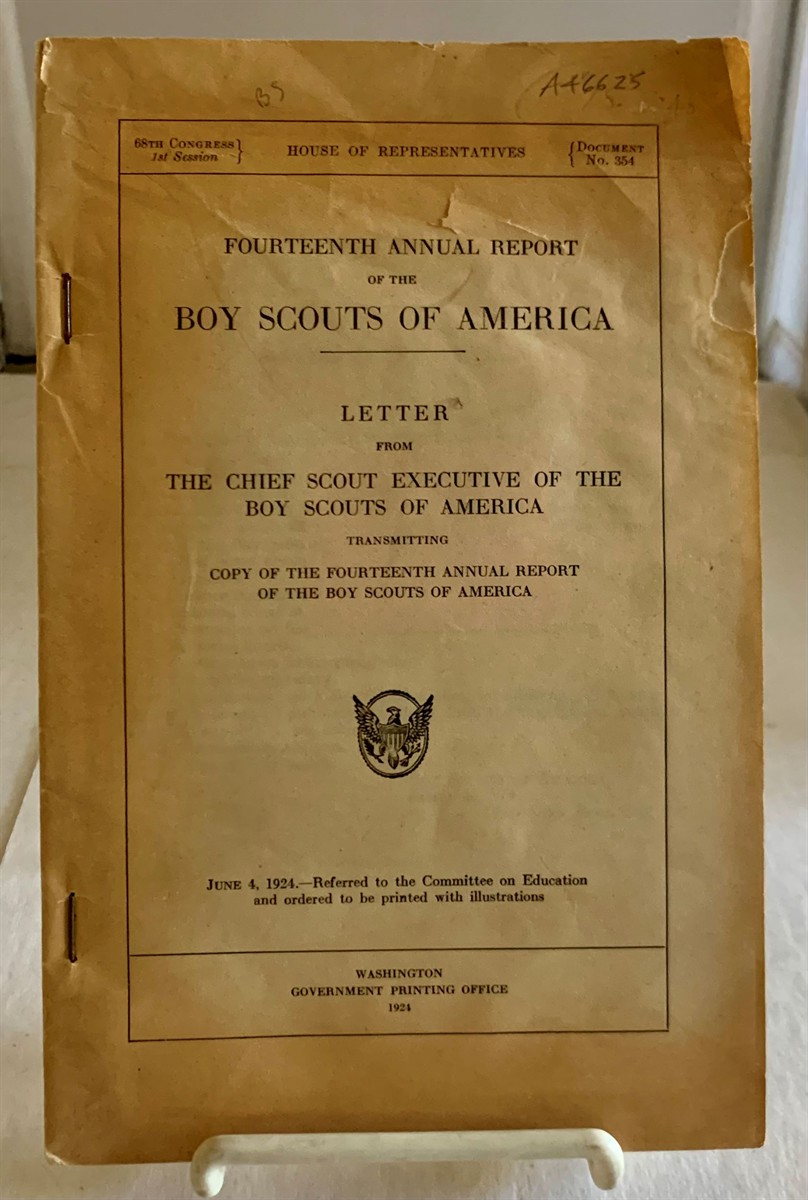 BS
A46625
68TH CONGRESS } HOUSE OF REPRESENTATIVES { DOCUMENT
1st Session } { No. 354
FOURTEENTH ANNUAL REPORT
OF THE
BOY SCOUTS OF AMERICA
LETTER
FROM
THE CHIEF SCOUT EXECUTIVE OF THE
BOY SCOUTS OF AMERICA
TRANSMITTING
COPY OF THE FOURTEENTH ANNUAL REPORT
OF THE BOY SCOUTS OF AMERICA
JUNE 4, 1924.—Referred to the Committee on Education
and ordered to be printed with illustrations
WASHINGTON
GOVERNMENT PRINTING OFFICE
1924